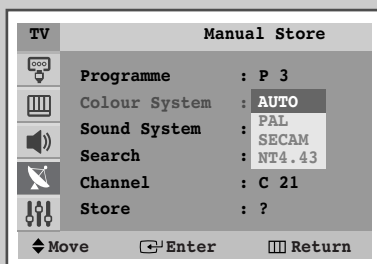 TV Manual Store
Programme : P 3
Colour System : AUTO
PAL
Sound System :
SECAM
Search : NT4.43
Channel : C 21
Store : ?
Move Enter Return